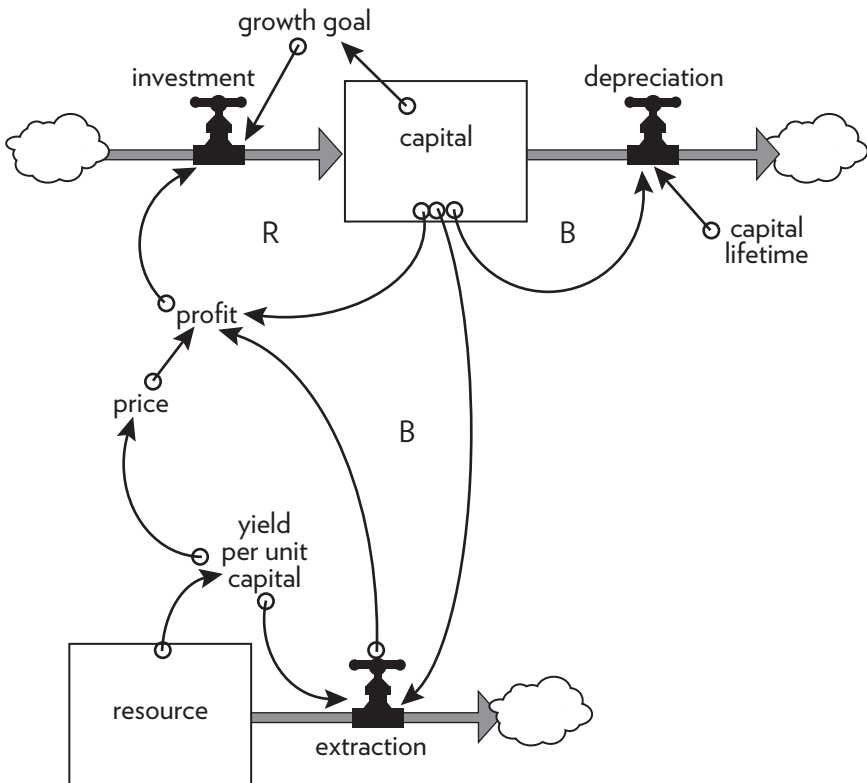 growth goal
investment
depreciation
capital
R
B
capital
lifetime
profit
price
B
yield
per unit
capital
resource
extraction